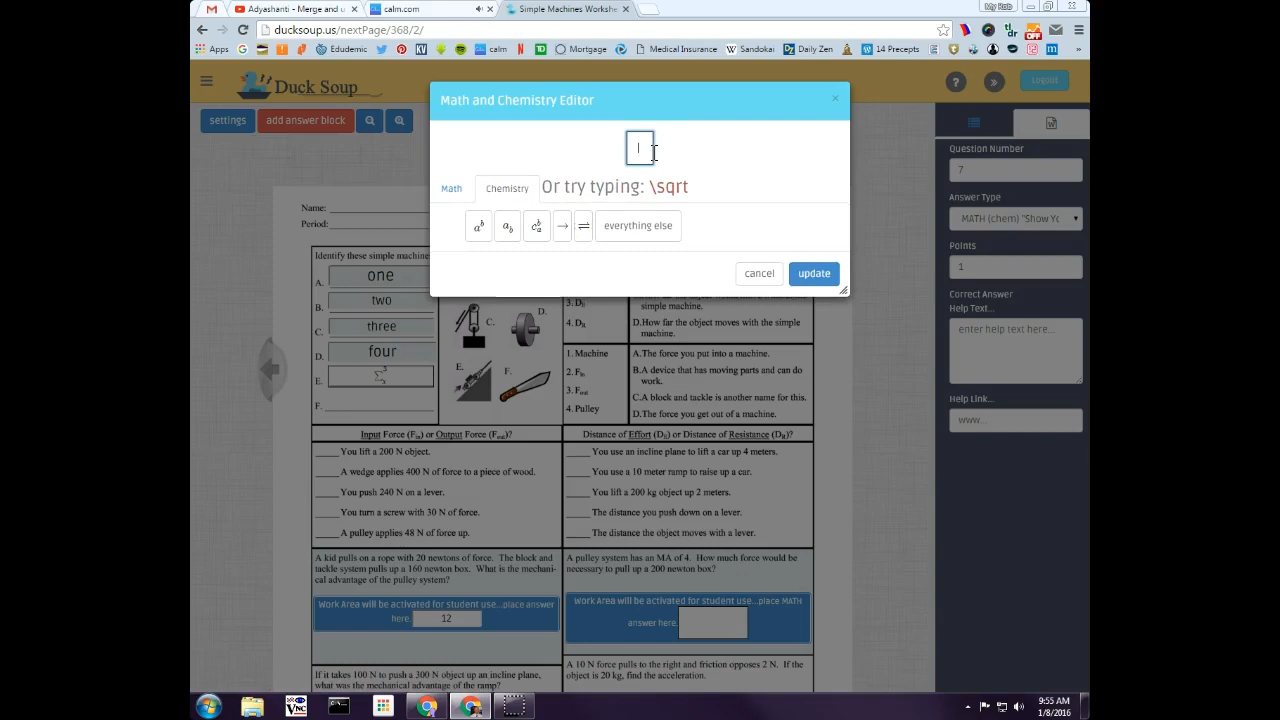 Adyashanti - Merge and u
calm.com
Simple Machines Workshe
My Rob
ducksoup.us/nextPage/368/2/
Apps
Edudemic
calm
Mortgage
Medical Insurance
Sandokai
Daily Zen
14 Precepts
Duck Soup
Logout
settings
add answer block
Math and Chemistry Editor
Math
Chemistry
Or try typing: \sqrt
a^b
a_b
c_a^b
→
⇌
everything else
cancel
update
Question Number
7
Answer Type
MATH (chem) "Show Yo
Points
1
Correct Answer
Help Text...
enter help text here...
Help Link...
www...
Name:
Period:
Identify these simple machine
A. one
B. two
C. three
D. four
E.
F.
C.
D.
E.
F.
3. D_I
4. D_R
simple machine.
D.How far the object moves with the simple
machine.
1. Machine
2. F_in
3. F_out
4. Pulley
A.The force you put into a machine.
B.A device that has moving parts and can do
work.
C.A block and tackle is another name for this.
D.The force you get out of a machine.
Input Force (F_in) or Output Force (F_out)?
_____ You lift a 200 N object.
_____ A wedge applies 400 N of force to a piece of wood.
_____ You push 240 N on a lever.
_____ You turn a screw with 30 N of force.
_____ A pulley applies 48 N of force up.
Distance of Effort (D_E) or Distance of Resistance (D_R)?
_____ You use an incline plane to lift a car up 4 meters.
_____ You use a 10 meter ramp to raise up a car.
_____ You lift a 200 kg object up 2 meters.
_____ The distance you push down on a lever.
_____ The distance the object moves with a lever.
A kid pulls on a rope with 20 newtons of force. The block and
tackle system pulls up a 160 newton box. What is the mechani-
cal advantage of the pulley system?
Work Area will be activated for student use...place answer
here. 12
A pulley system has an MA of 4. How much force would be
necessary to pull up a 200 newton box?
Work Area will be activated for student use...place MATH
answer here.
If it takes 100 N to push a 300 N object up an incline plane,
what was the mechanical advantage of the ramp?
A 10 N force pulls to the right and friction opposes 2 N. If the
object is 20 kg, find the acceleration.
9:55 AM
1/8/2016